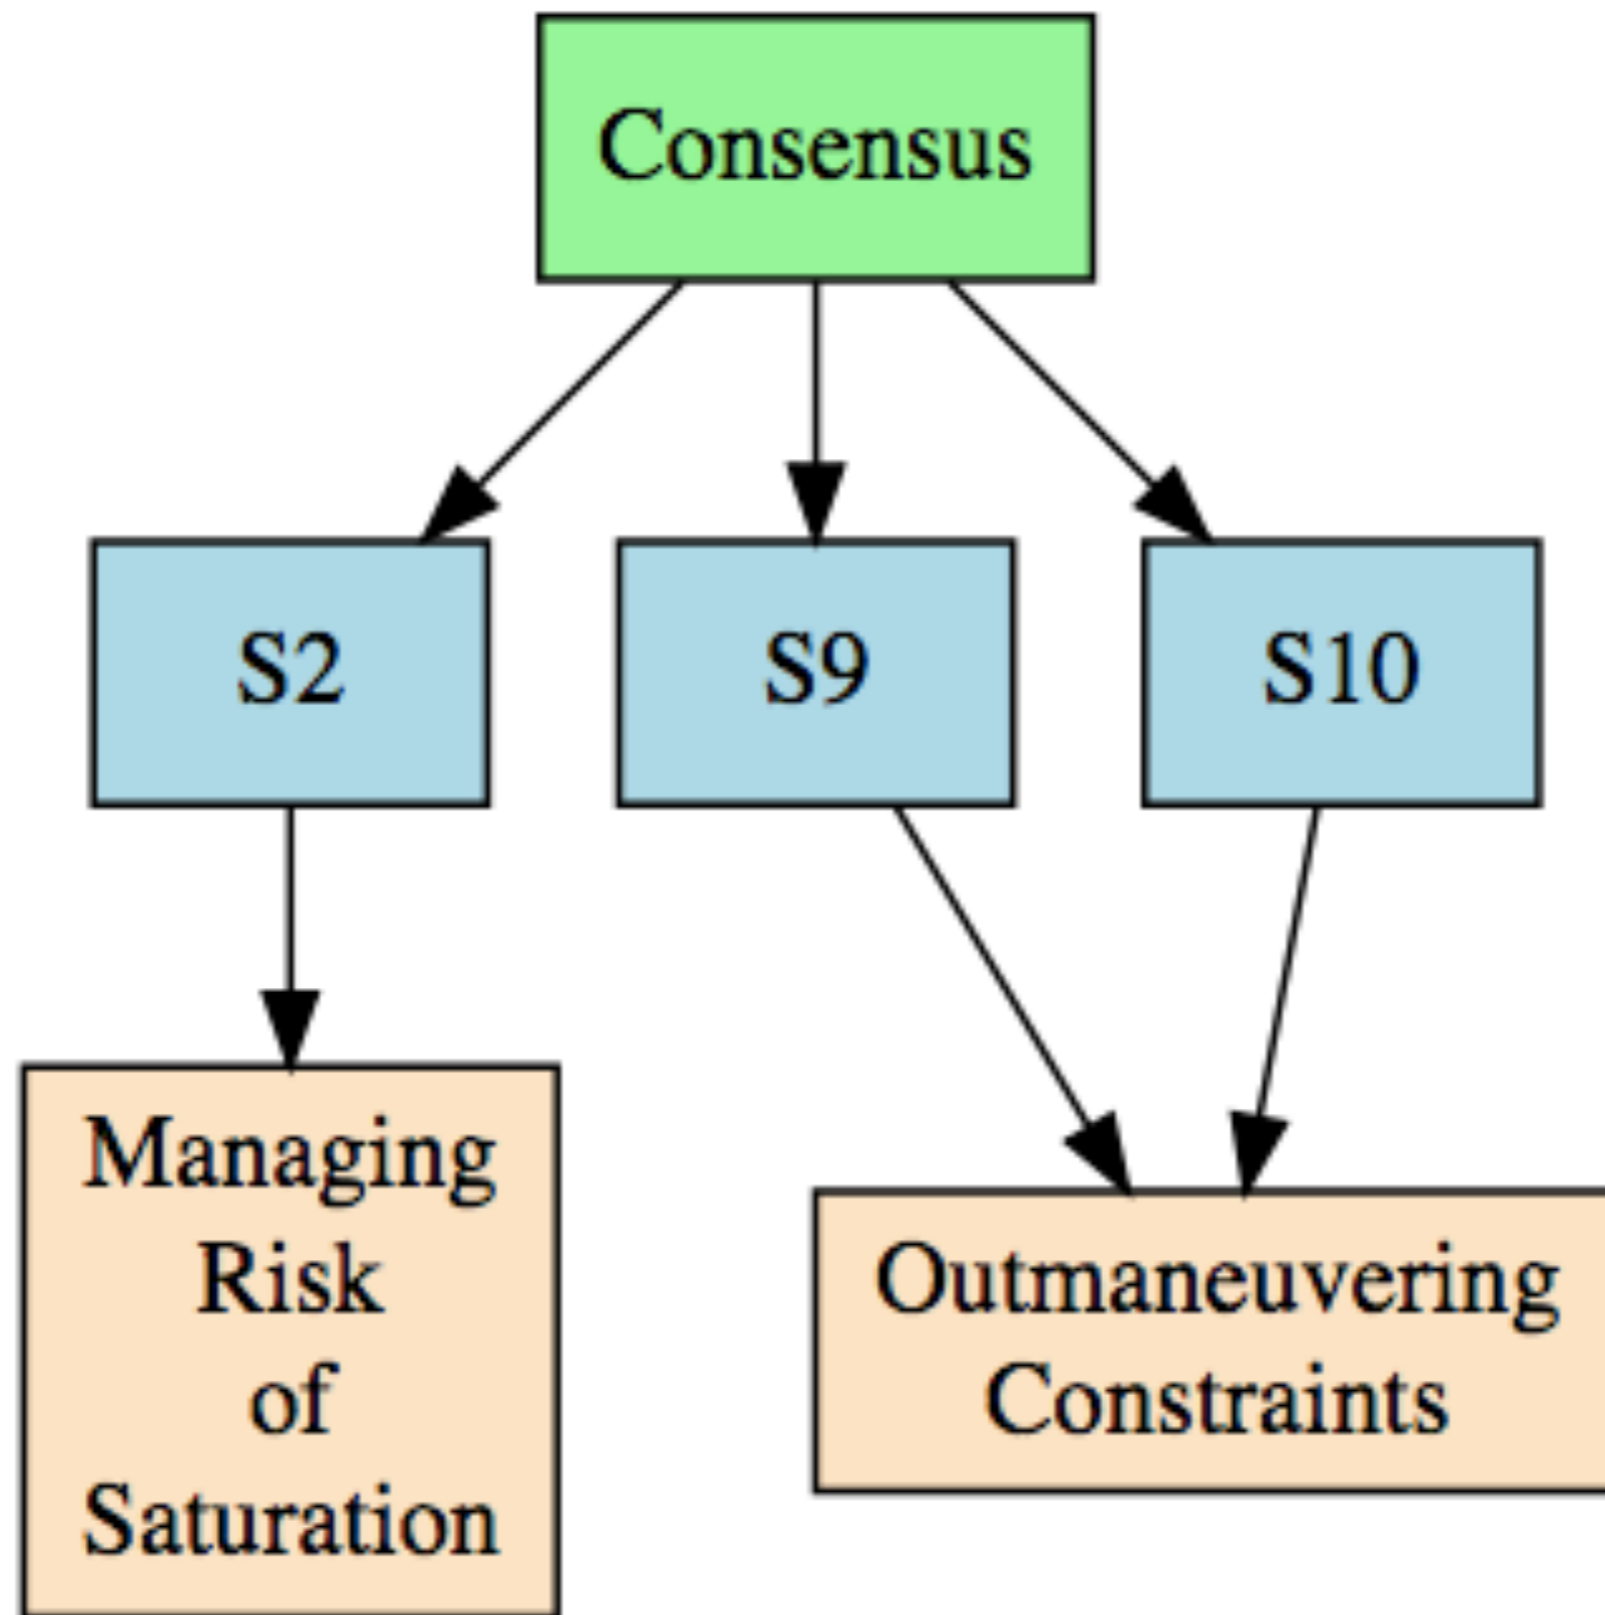 Consensus
S2
S9
S10
Managing
Risk
of
Saturation
Outmaneuvering
Constraints